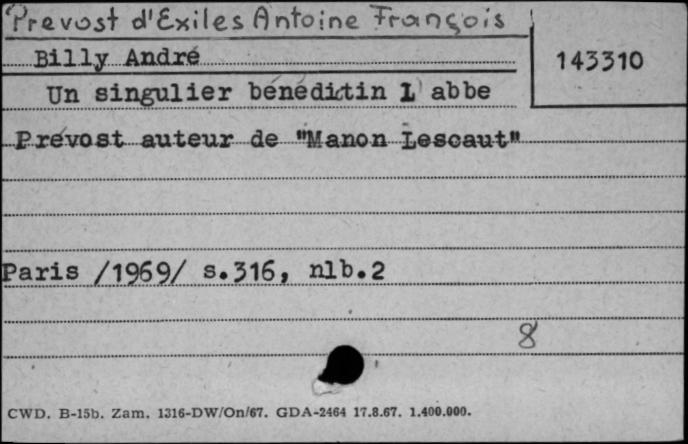 Prevost d'Exiles Antoine François
Billy André
143310
Un singulier bénédictin L'abbe
Prévost auteur de "Manon Lescaut"
Paris /1969/ s.316, nlb.2
8
CWD. B-15b. Zam. 1316-DW/On/67. GDA-2464 17.8.67. 1.400.000.